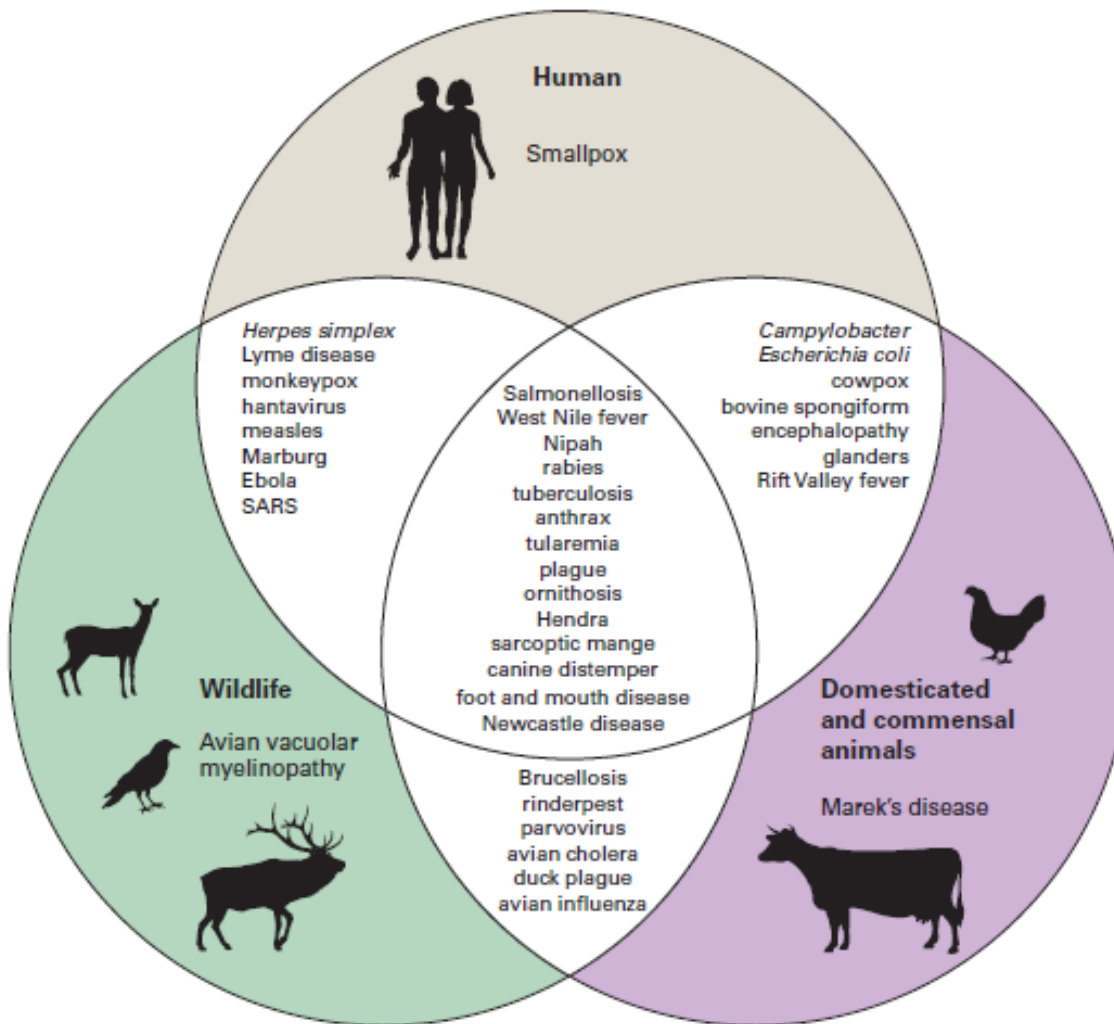 Human
Smallpox
Herpes simplex
Lyme disease
monkeypox
hantavirus
measles
Marburg
Ebola
SARS
Salmonellosis
West Nile fever
Nipah
rabies
tuberculosis
anthrax
tularemia
plague
ornithosis
Hendra
sarcoptic mange
canine distemper
foot and mouth disease
Newcastle disease
Campylobacter
Escherichia coli
cowpox
bovine spongiform
encephalopathy
glanders
Rift Valley fever
Wildlife
Avian vacuolar
myelinopathy
Brucellosis
rinderpest
parvovirus
avian cholera
duck plague
avian influenza
Domesticated
and commensal
animals
Marek's disease